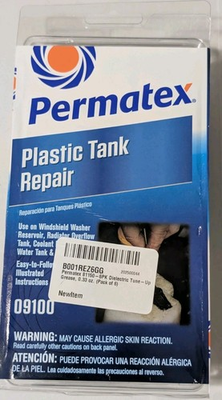 Permatex®
Plastic Tank
Repair
Reparación para Tanques Plástico
Use on Windshield Washer
Reservoir, Radiator Overflow
Tank, Coolant
Water Tank &
Easy-to-Follow
Illustrated
Instructions
B001REZ6GG
Permatex 81150-6PK Dielectric Tune-Up
Grease, 0.33 oz. (Pack of 6)
NewItem
09100
WARNING: MAY CAUSE ALLERGIC SKIN REACTION.
Read carefully other cautions on back panel.
ATENCIÓN: PUEDE PROVOCAR UNA REACCIÓN ALÉRGICA
DE LA PIEL. Lea cuidadosamente las precauciones al reverso.